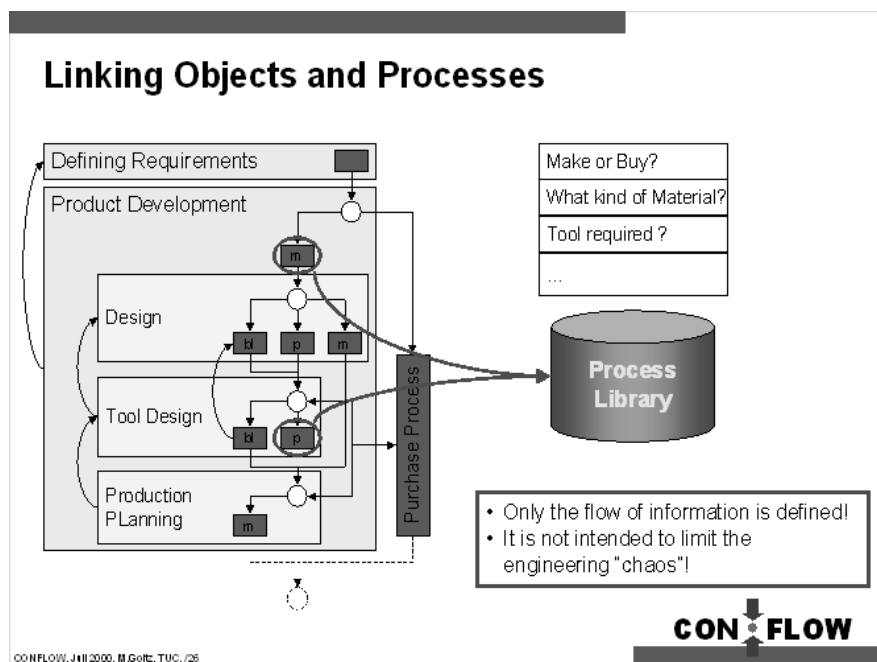 Linking Objects and Processes
Defining Requirements
Product Development
m
Design
bl p m
Tool Design
bl p
Production
PLanning
m
Purchase Process
Make or Buy?
What kind of Material?
Tool required ?
...
Process
Library
• Only the flow of information is defined!
• It is not intended to limit the
engineering "chaos"!
CON FLOW
CONFLOW, Juli 2000, M.Goltz, TUC, /26